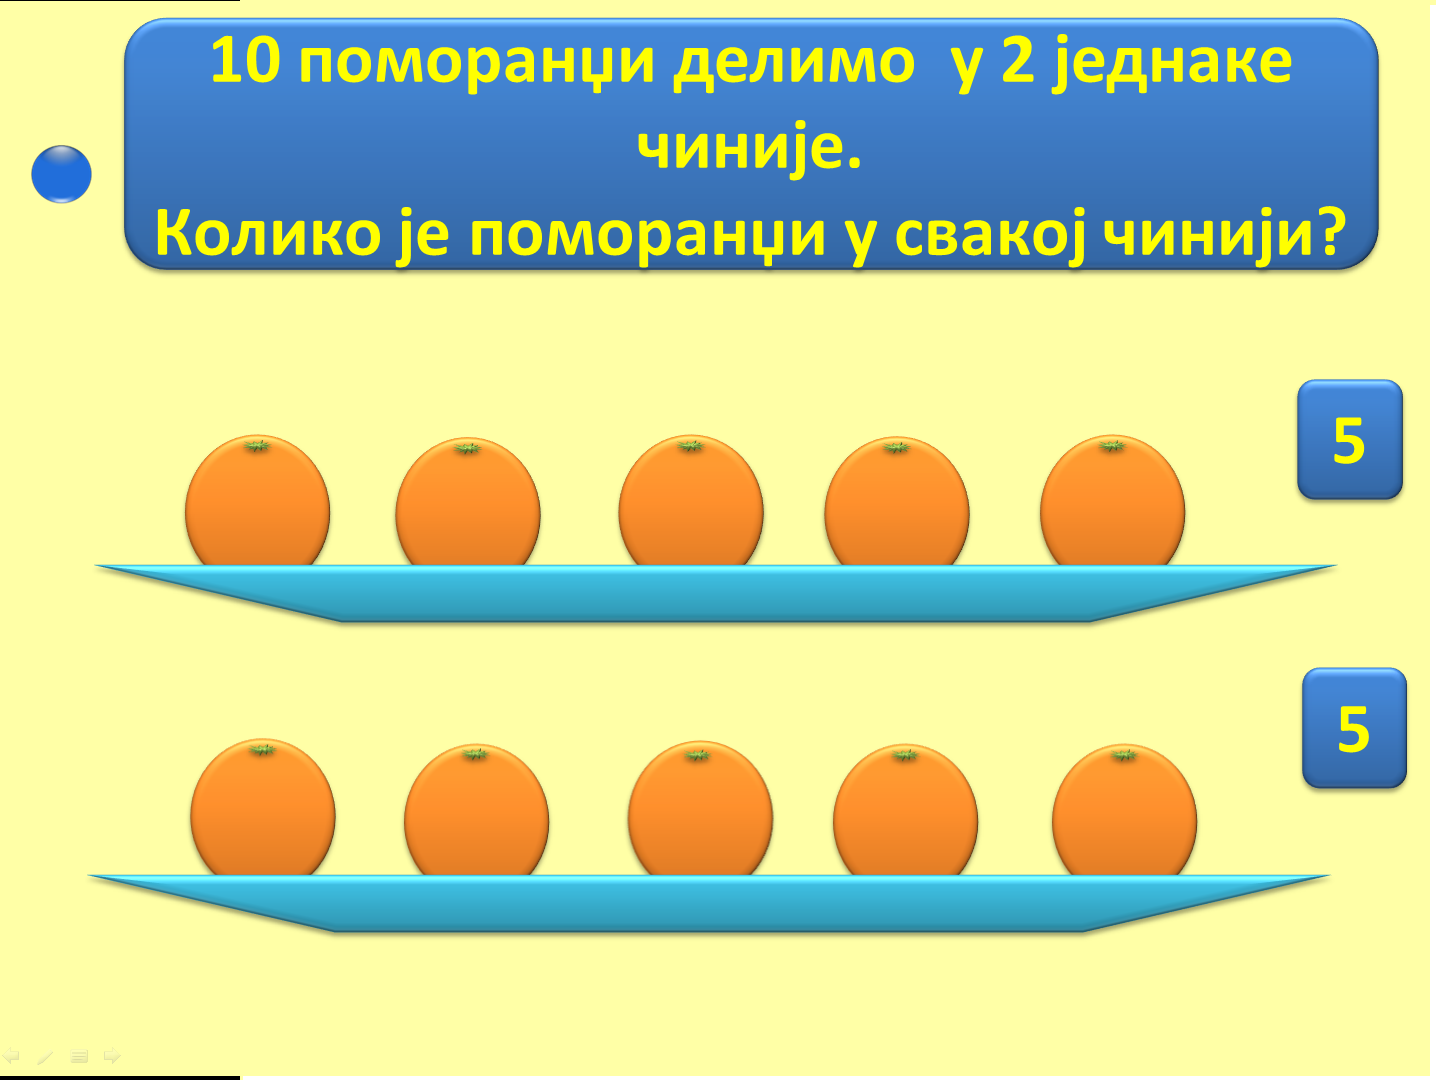 10 поморанџи делимо  у 2 једнаке
чиније.
Колико је поморанџи у свакој чинији?
5
5